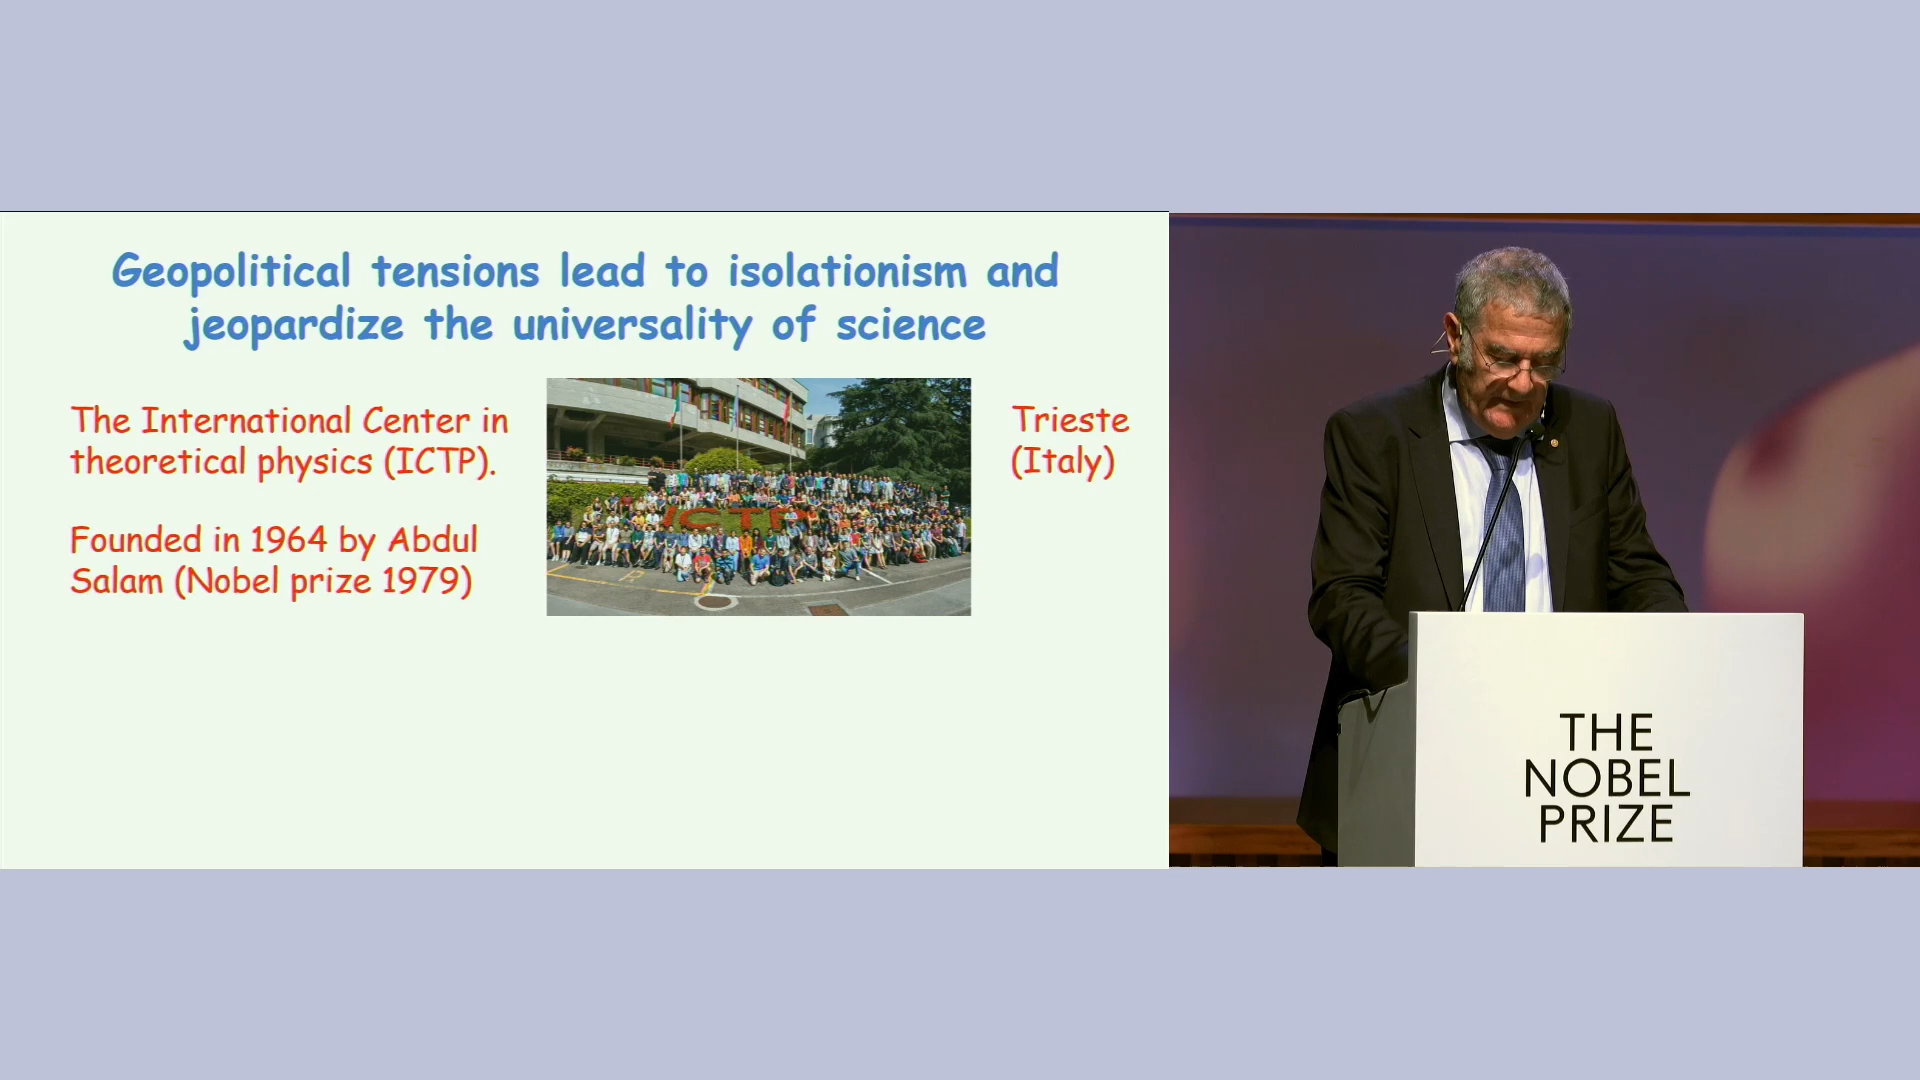 Geopolitical tensions lead to isolationism and
jeopardize the universality of science
The International Center in
theoretical physics (ICTP).
Founded in 1964 by Abdul
Salam (Nobel prize 1979)
ICTP
Trieste
(Italy)
THE
NOBEL
PRIZE